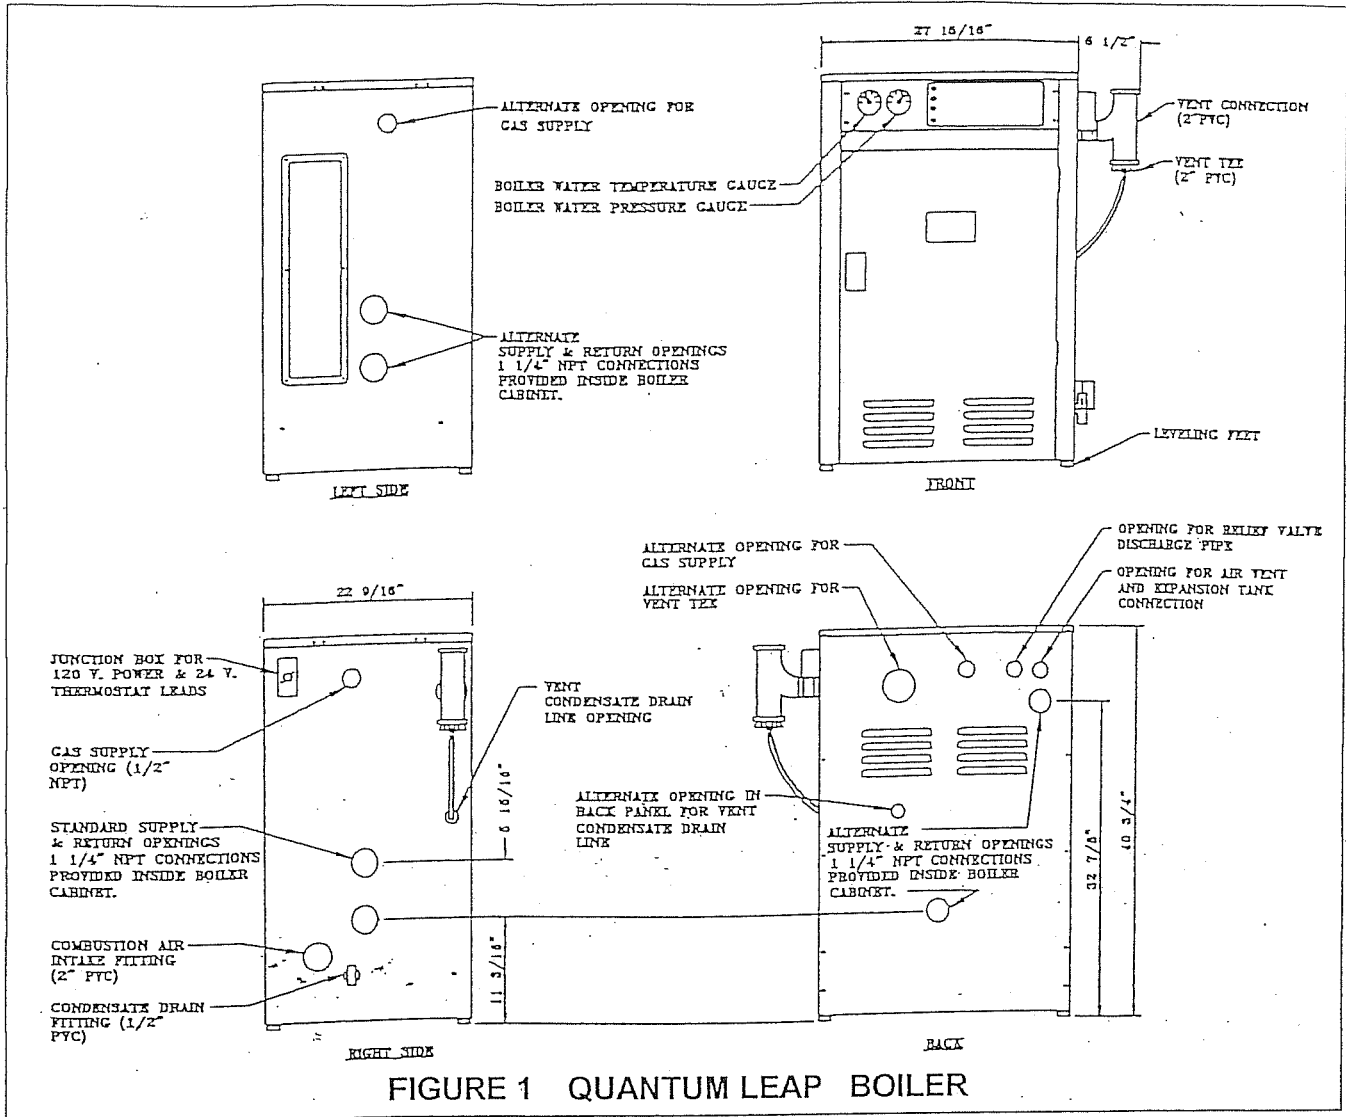 27 15/16"
6 1/2"
ALTERNATE OPENING FOR
GAS SUPPLY
VENT CONNECTION
(2" PVC)
VENT TEE
(2" PVC)
BOILER WATER TEMPERATURE GAUGE
BOILER WATER PRESSURE GAUGE
ALTERNATE
SUPPLY & RETURN OPENINGS
1 1/4" NPT CONNECTIONS
PROVIDED INSIDE BOILER
CABINET.
LEVELING FEET
LEFT SIDE
FRONT
22 9/16"
JUNCTION BOX FOR
120 V. POWER & 24 V.
THERMOSTAT LEADS
GAS SUPPLY
OPENING (1/2"
NPT)
STANDARD SUPPLY
& RETURN OPENINGS
1 1/4" NPT CONNECTIONS
PROVIDED INSIDE BOILER
CABINET.
COMBUSTION AIR
INTAKE FITTING
(2" PVC)
CONDENSATE DRAIN
FITTING (1/2"
PVC)
VENT
CONDENSATE DRAIN
LINE OPENING
11 3/16"
RIGHT SIDE
ALTERNATE OPENING FOR
GAS SUPPLY
ALTERNATE OPENING FOR
VENT TEE
OPENING FOR RELIEF VALVE
DISCHARGE PIPE
OPENING FOR AIR VENT
AND EXPANSION TANK
CONNECTION
ALTERNATE OPENING IN
BACK PANEL FOR VENT
CONDENSATE DRAIN
LINE
ALTERNATE
SUPPLY & RETURN OPENINGS
1 1/4" NPT CONNECTIONS
PROVIDED INSIDE BOILER
CABINET.
32 7/8"
40 3/4"
BACK
FIGURE 1 QUANTUM LEAP BOILER